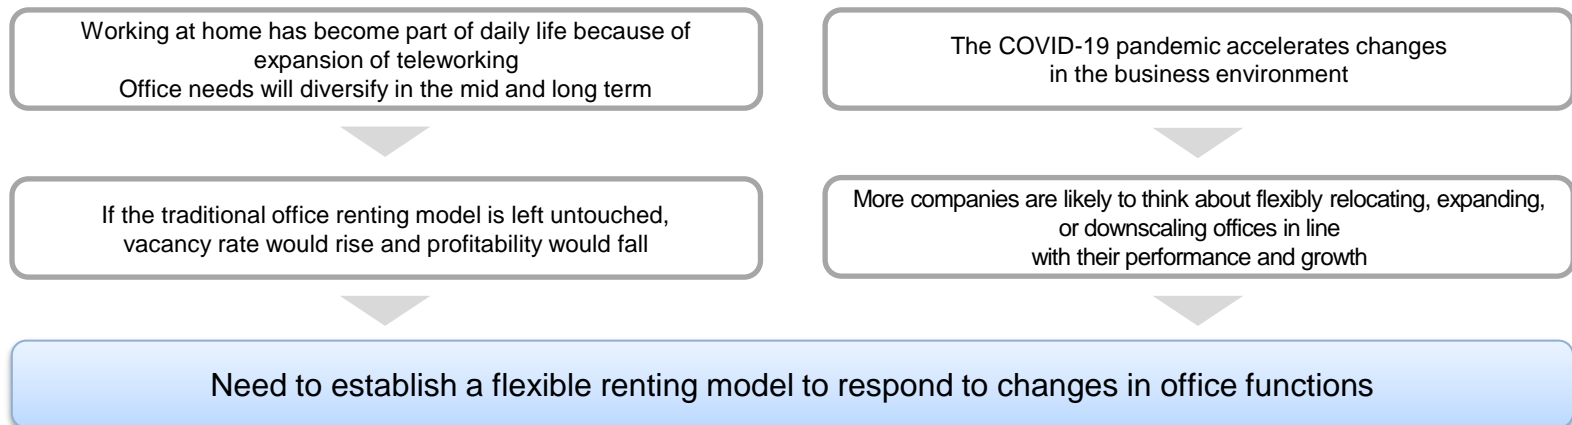 Working at home has become part of daily life because of
expansion of teleworking
Office needs will diversify in the mid and long term
The COVID-19 pandemic accelerates changes
in the business environment
If the traditional office renting model is left untouched,
vacancy rate would rise and profitability would fall
More companies are likely to think about flexibly relocating, expanding,
or downscaling offices in line
with their performance and growth
Need to establish a flexible renting model to respond to changes in office functions